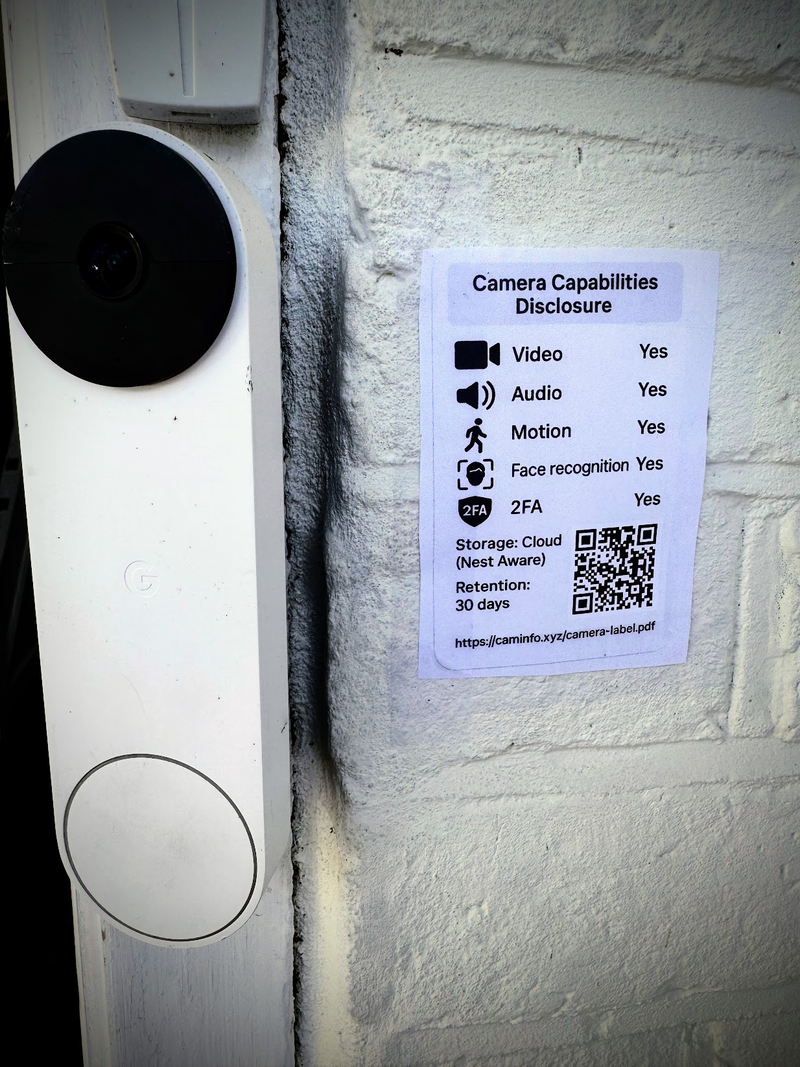 Camera Capabilities
Disclosure
Video Yes
Audio Yes
Motion Yes
Face recognition Yes
2FA 2FA Yes
Storage: Cloud
(Nest Aware)
Retention:
30 days
https://caminfo.xyz/camera-label.pdf
G